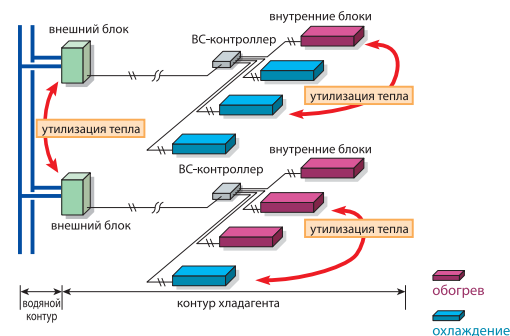 внутренние блоки
внешний блок
ВС-контроллер
утилизация тепла
утилизация тепла
внутренние блоки
ВС-контроллер
внешний блок
утилизация тепла
водяной
контур
контур хладагента
обогрев
охлаждение